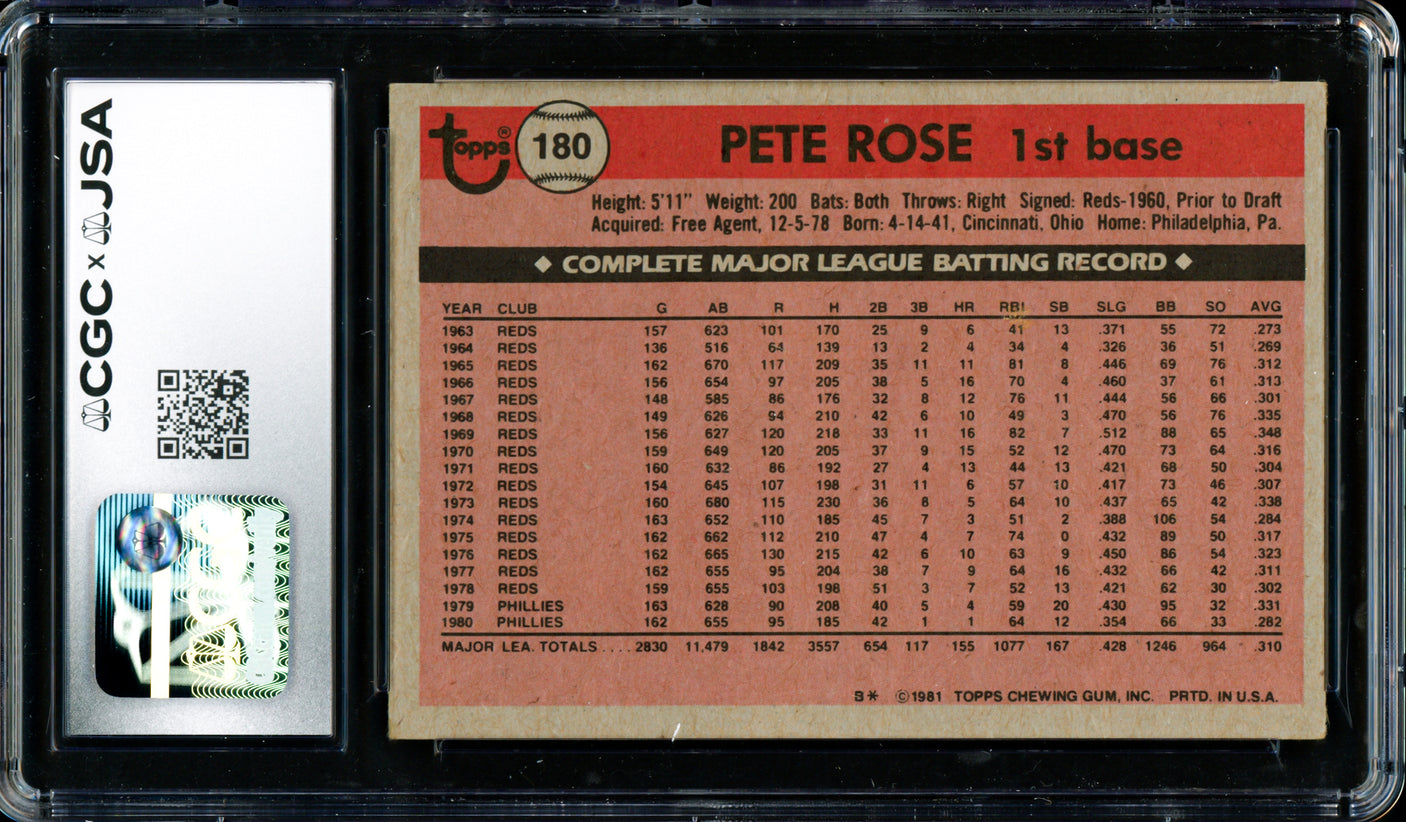 CGC x JSA
topps® 180 PETE ROSE 1st base
Height: 5'11" Weight: 200 Bats: Both Throws: Right Signed: Reds-1960, Prior to Draft
Acquired: Free Agent, 12-5-78 Born: 4-14-41, Cincinnati, Ohio Home: Philadelphia, Pa.
◆ COMPLETE MAJOR LEAGUE BATTING RECORD ◆
YEAR CLUB G AB R H 2B 3B HR RBI SB SLG BB SO AVG
1963 REDS 157 623 101 170 25 9 6 41 13 .371 55 72 .273
1964 REDS 136 516 64 139 13 2 4 34 4 .326 36 51 .269
1965 REDS 162 670 117 209 35 11 11 81 8 .446 69 76 .312
1966 REDS 156 654 97 205 38 5 16 70 4 .460 37 61 .313
1967 REDS 148 585 86 176 32 8 12 76 11 .444 56 66 .301
1968 REDS 149 626 94 210 42 6 10 49 3 .470 56 76 .335
1969 REDS 156 627 120 218 33 11 16 82 7 .512 88 65 .348
1970 REDS 159 649 120 205 37 9 15 52 12 .470 73 64 .316
1971 REDS 160 632 86 192 27 4 13 44 13 .421 68 50 .304
1972 REDS 154 645 107 198 31 11 6 57 10 .417 73 46 .307
1973 REDS 160 680 115 230 36 8 5 64 10 .437 65 42 .338
1974 REDS 163 652 110 185 45 7 3 51 2 .388 106 54 .284
1975 REDS 162 662 112 210 47 4 7 74 0 .432 89 50 .317
1976 REDS 162 665 130 215 42 6 10 63 9 .450 86 54 .323
1977 REDS 162 655 95 204 38 7 9 64 16 .432 66 42 .311
1978 REDS 159 655 103 198 51 3 7 52 13 .421 62 30 .302
1979 PHILLIES 163 628 90 208 40 5 4 59 20 .430 95 32 .331
1980 PHILLIES 162 655 95 185 42 1 1 64 12 .354 66 33 .282
MAJOR LEA. TOTALS .... 2830 11,479 1842 3557 654 117 155 1077 167 .428 1246 964 .310
©1981 TOPPS CHEWING GUM, INC. PRTD. IN U.S.A.